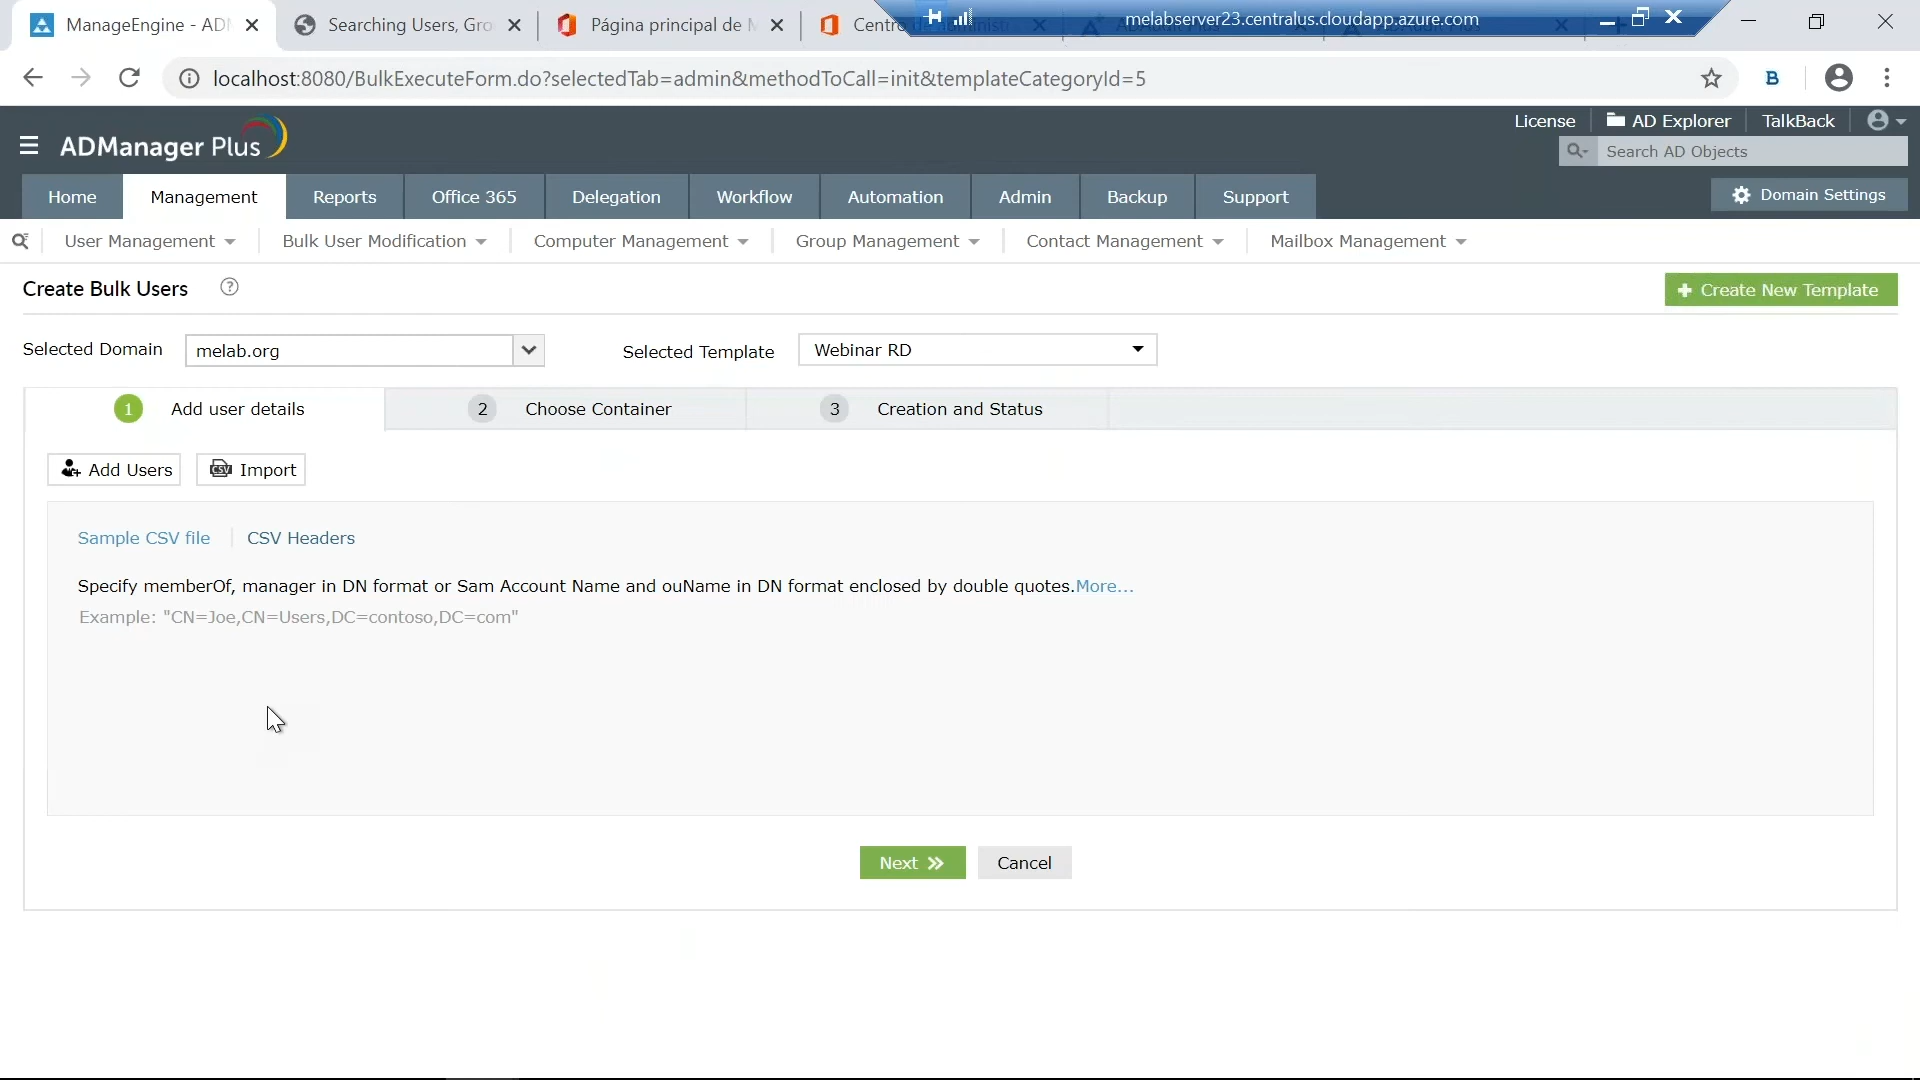 ManageEngine - AD
Searching Users, Gro
Página principal de
Centro
melabserver23.centralus.cloudapp.azure.com
localhost:8080/BulkExecuteForm.do?selectedTab=admin&methodToCall=init&templateCategoryId=5
B
License
AD Explorer
TalkBack
ADManager Plus
Search AD Objects
Home
Management
Reports
Office 365
Delegation
Workflow
Automation
Admin
Backup
Support
Domain Settings
User Management
Bulk User Modification
Computer Management
Group Management
Contact Management
Mailbox Management
Create Bulk Users ?
+ Create New Template
Selected Domain melab.org
Selected Template Webinar RD
1 Add user details
2 Choose Container
3 Creation and Status
Add Users
CSV Import
Sample CSV file
CSV Headers
Specify memberOf, manager in DN format or Sam Account Name and ouName in DN format enclosed by double quotes.More...
Example: "CN=Joe,CN=Users,DC=contoso,DC=com"
Next »
Cancel